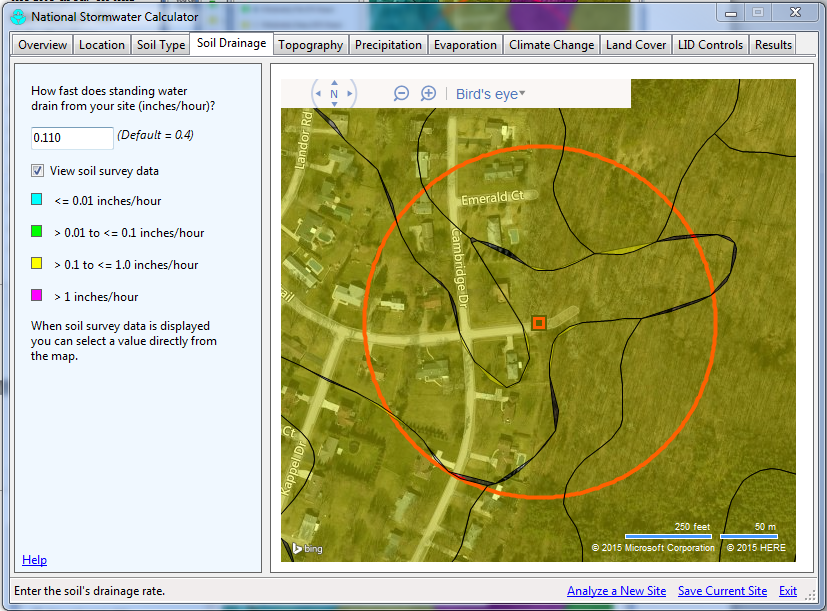 National Stormwater Calculator
Overview Location Soil Type Soil Drainage Topography Precipitation Evaporation Climate Change Land Cover LID Controls Results
How fast does standing water
drain from your site (inches/hour)?
0.110 (Default = 0.4)
View soil survey data
<= 0.01 inches/hour
> 0.01 to <= 0.1 inches/hour
> 0.1 to <= 1.0 inches/hour
> 1 inches/hour
When soil survey data is displayed
you can select a value directly from
the map.
Help
N
Bird's eye
Landor Rd
Emerald Ct
Cambridge Dr
Ct
Kappel Dr
250 feet 50 m
bing
© 2015 Microsoft Corporation © 2015 HERE
Enter the soil's drainage rate.
Analyze a New Site Save Current Site Exit